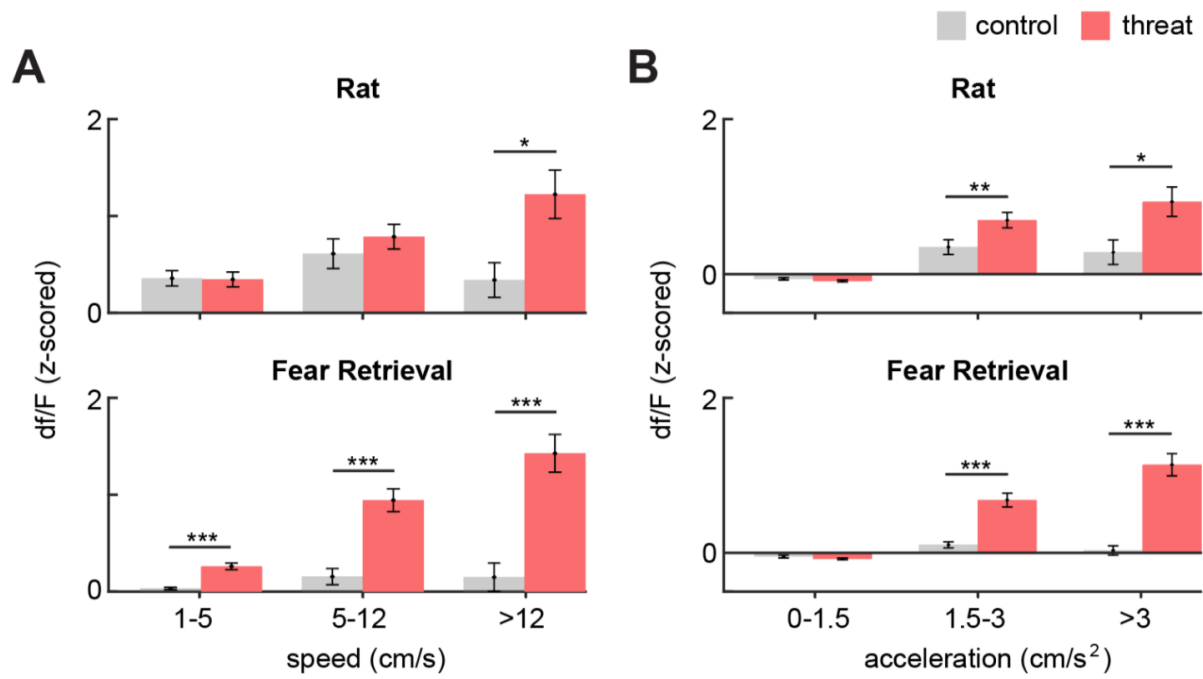 control threat
A
B
Rat
Rat
2
0
*
2
0
**
*
Fear Retrieval
Fear Retrieval
df/F (z-scored)
df/F (z-scored)
2
0
***
***
***
2
0
***
***
1-5 5-12 >12
0-1.5 1.5-3 >3
speed (cm/s)
acceleration (cm/s²)